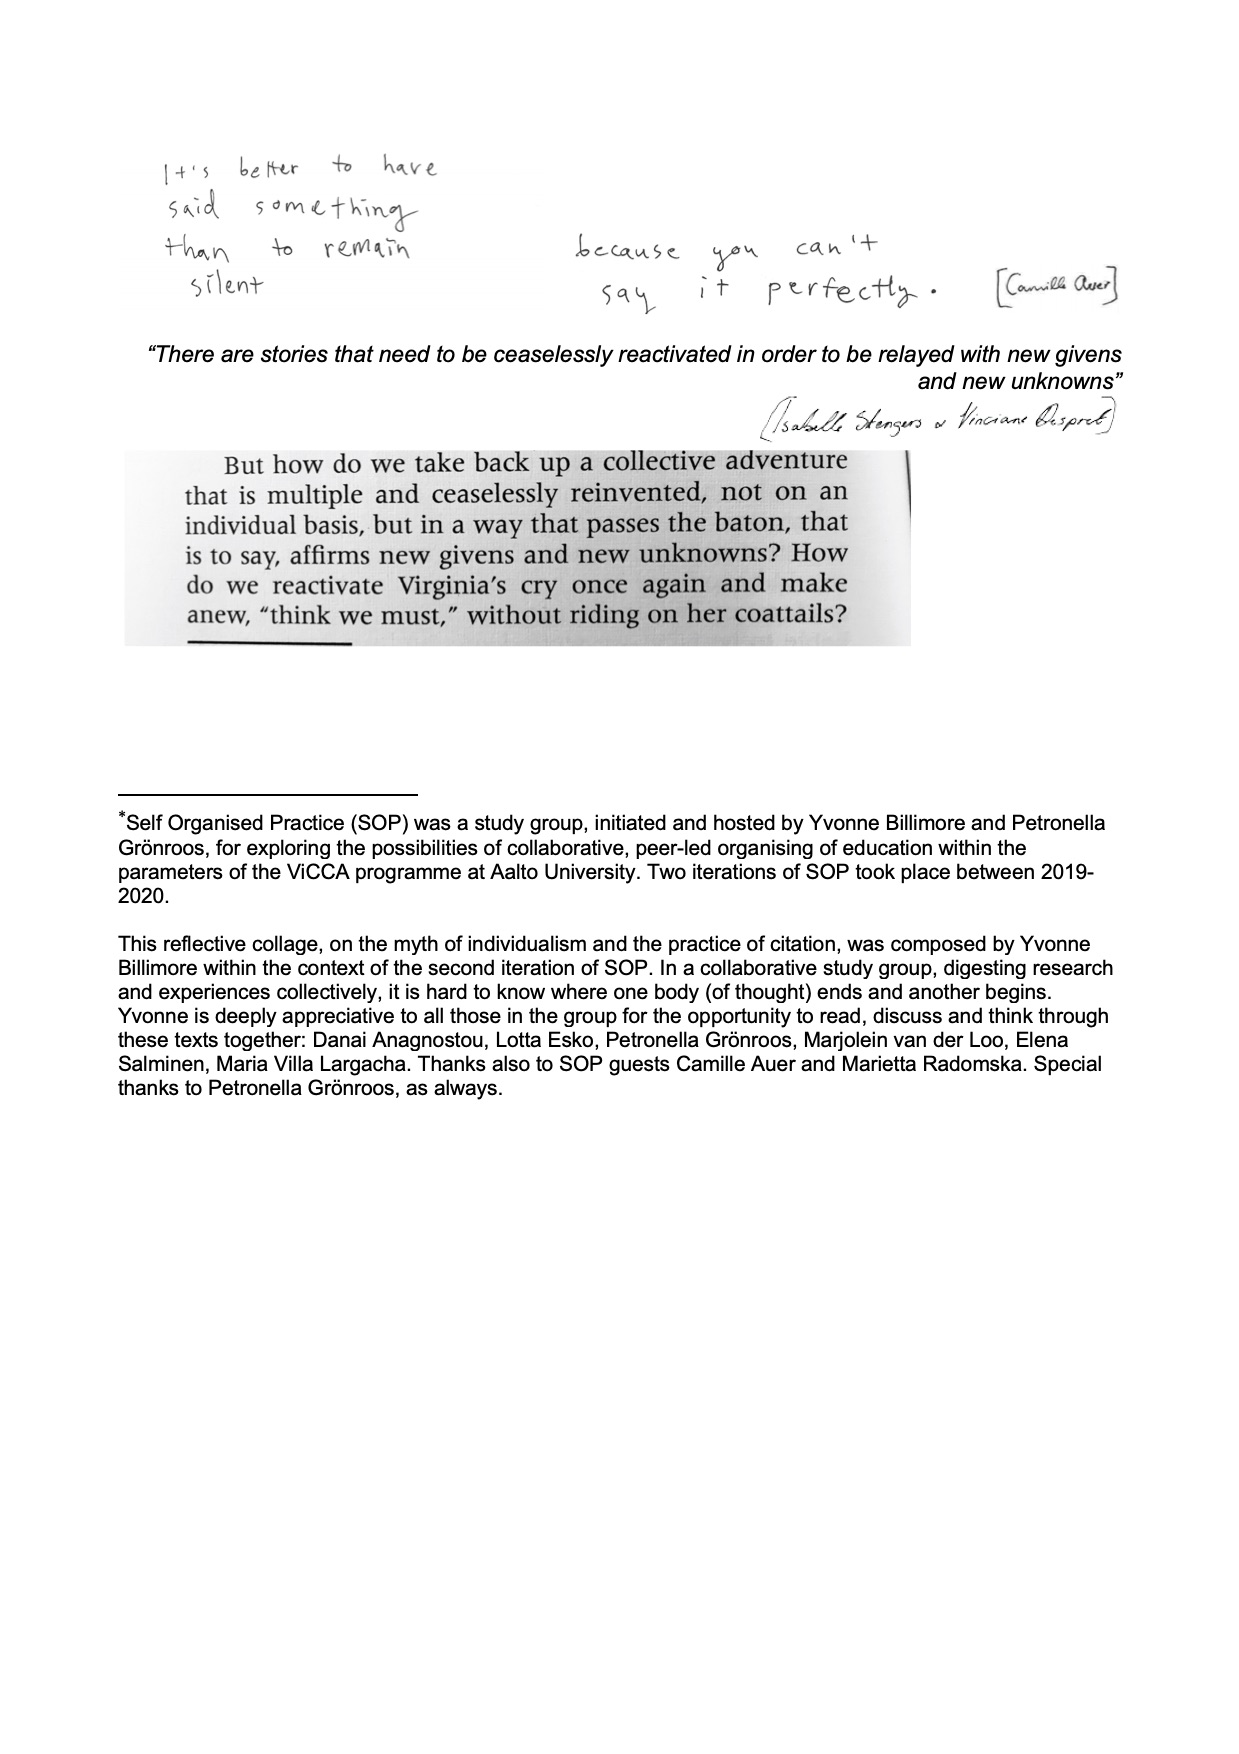 It's better to have
said something
than to remain
silent
because you can't
say it perfectly.
[Camille Auer]
“There are stories that need to be ceaselessly reactivated in order to be relayed with new givens
and new unknowns”
[Isabelle Stengers & Vinciane Despret]
But how do we take back up a collective adventure
that is multiple and ceaselessly reinvented, not on an
individual basis, but in a way that passes the baton, that
is to say, affirms new givens and new unknowns? How
do we reactivate Virginia’s cry once again and make
anew, “think we must,” without riding on her coattails?
*Self Organised Practice (SOP) was a study group, initiated and hosted by Yvonne Billimore and Petronella
Grönroos, for exploring the possibilities of collaborative, peer-led organising of education within the
parameters of the ViCCA programme at Aalto University. Two iterations of SOP took place between 2019-
2020.
This reflective collage, on the myth of individualism and the practice of citation, was composed by Yvonne
Billimore within the context of the second iteration of SOP. In a collaborative study group, digesting research
and experiences collectively, it is hard to know where one body (of thought) ends and another begins.
Yvonne is deeply appreciative to all those in the group for the opportunity to read, discuss and think through
these texts together: Danai Anagnostou, Lotta Esko, Petronella Grönroos, Marjolein van der Loo, Elena
Salminen, Maria Villa Largacha. Thanks also to SOP guests Camille Auer and Marietta Radomska. Special
thanks to Petronella Grönroos, as always.